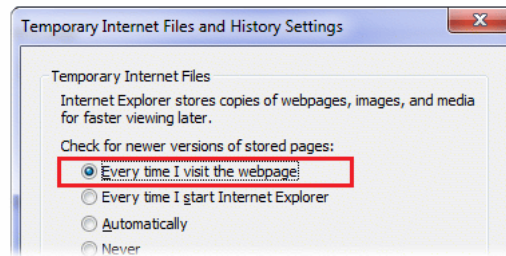 Temporary Internet Files and History Settings
Temporary Internet Files
Internet Explorer stores copies of webpages, images, and media
for faster viewing later.
Check for newer versions of stored pages:
Every time I visit the webpage
Every time I start Internet Explorer
Automatically
Never